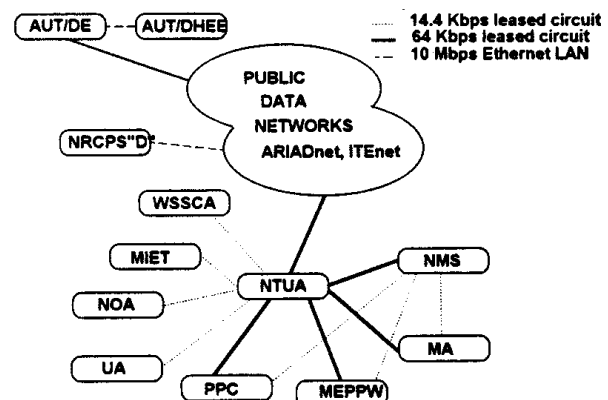 AUT/DE
AUT/DHEE
14.4 Kbps leased circuit
64 Kbps leased circuit
10 Mbps Ethernet LAN
PUBLIC
DATA
NETWORKS
ARIADnet, ITEnet
NRCPS"D"
WSSCA
MIET
NOA
UA
NTUA
NMS
MA
PPC
MEPPW